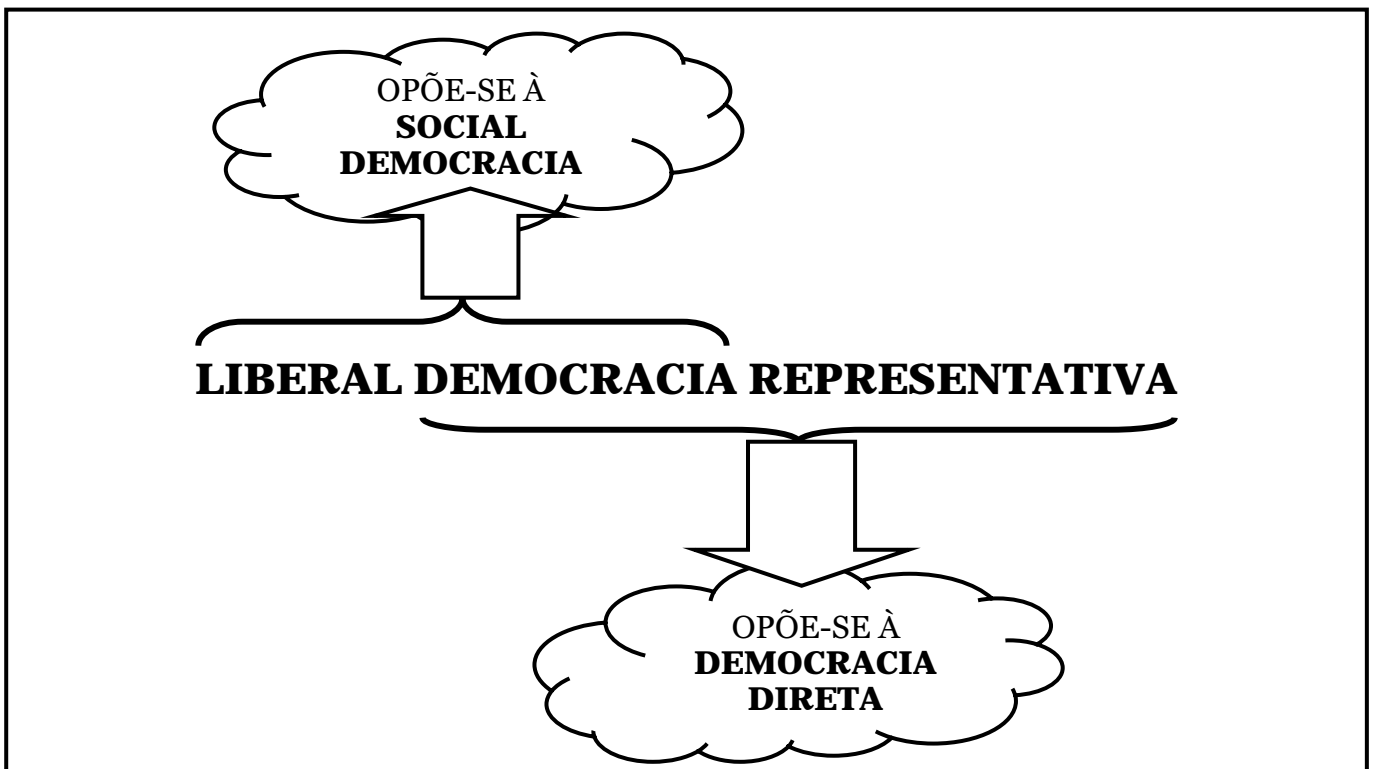 OPÕE-SE À
SOCIAL
DEMOCRACIA
LIBERAL DEMOCRACIA REPRESENTATIVA
OPÕE-SE À
DEMOCRACIA
DIRETA